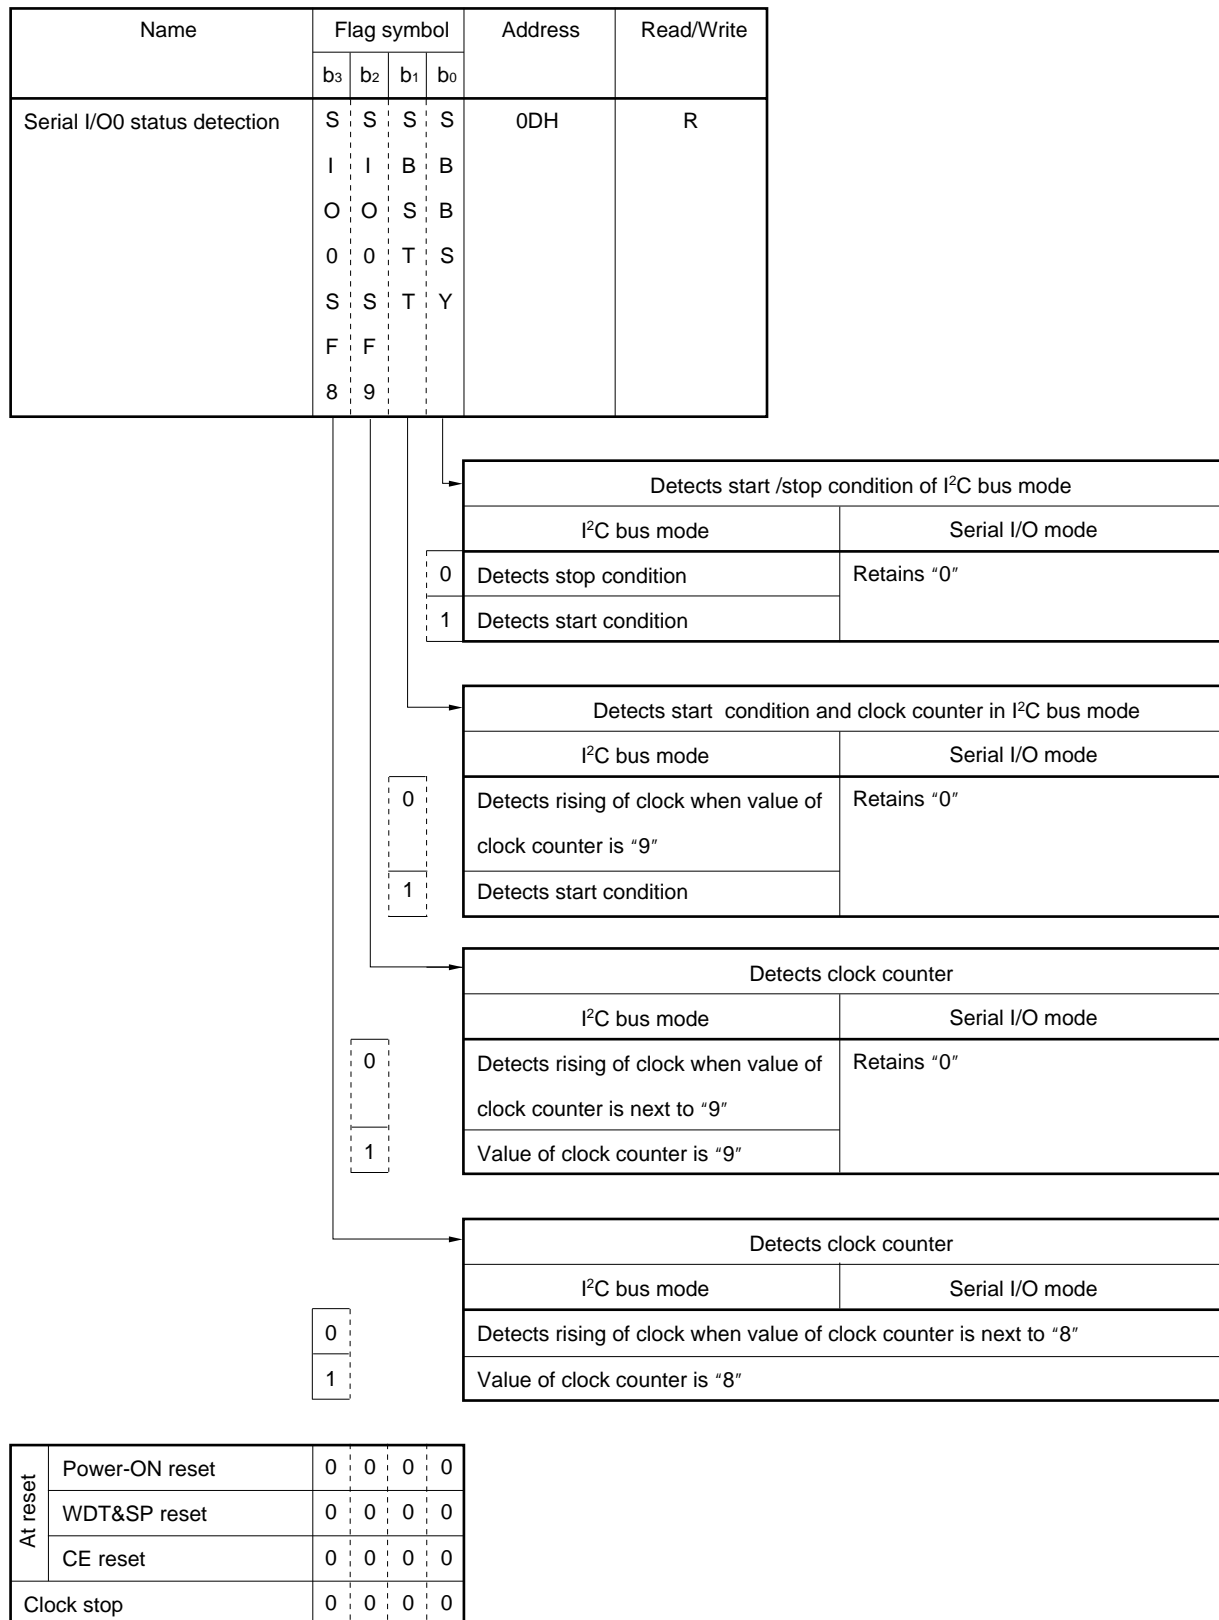 Name Flag symbol Address Read/Write
b3 b2 b1 b0
Serial I/O0 status detection S S S S 0DH R
I I B B
O O S B
0 0 T S
S S T Y
F F
8 9
Detects start /stop condition of I²C bus mode
I²C bus mode Serial I/O mode
0 Detects stop condition Retains “0”
1 Detects start condition
Detects start condition and clock counter in I²C bus mode
I²C bus mode Serial I/O mode
0 Detects rising of clock when value of Retains “0”
clock counter is “9”
1 Detects start condition
Detects clock counter
I²C bus mode Serial I/O mode
0 Detects rising of clock when value of Retains “0”
clock counter is next to “9”
1 Value of clock counter is “9”
Detects clock counter
I²C bus mode Serial I/O mode
0 Detects rising of clock when value of clock counter is next to “8”
1 Value of clock counter is “8”
At reset
Power-ON reset 0 0 0 0
WDT&SP reset 0 0 0 0
CE reset 0 0 0 0
Clock stop 0 0 0 0